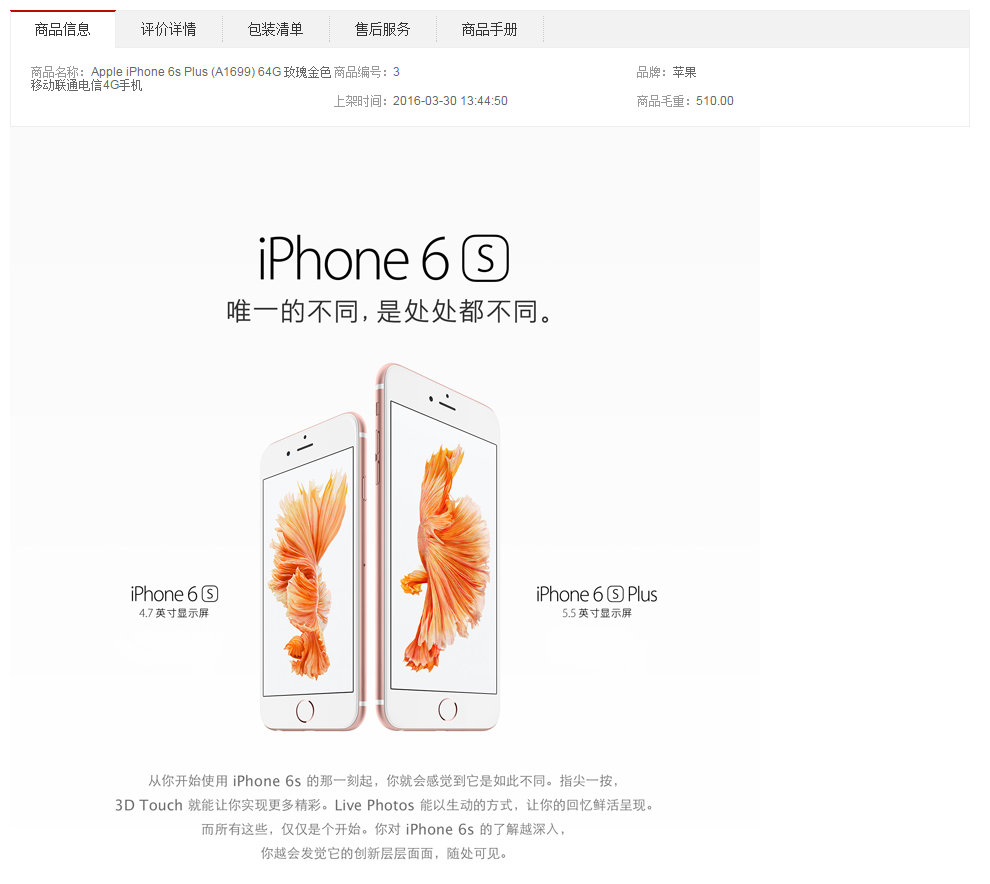 商品信息 评价详情 包装清单 售后服务 商品手册
商品名称：Apple iPhone 6s Plus (A1699) 64G 玫瑰金色
移动联通电信4G手机
商品编号：3
品牌：苹果
上架时间：2016-03-30 13:44:50
商品毛重：510.00
iPhone 6 S
唯一的不同，是处处都不同。
iPhone 6 S
4.7 英寸显示屏
iPhone 6 S Plus
5.5 英寸显示屏
从你开始使用 iPhone 6s 的那一刻起，你就会感觉到它是如此不同。指尖一按，
3D Touch 就能让你实现更多精彩。Live Photos 能以生动的方式，让你的回忆鲜活呈现。
而所有这些，仅仅是个开始。你对 iPhone 6s 的了解越深入，
你越会发觉它的创新层层面面，随处可见。